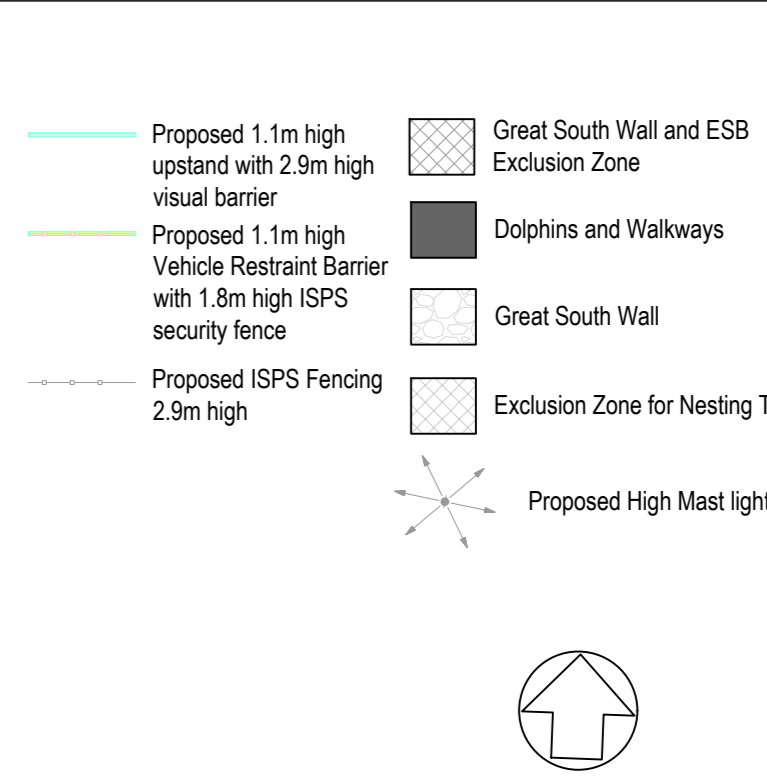 Proposed 1.1m high
upstand with 2.9m high
visual barrier
Proposed 1.1m high
Vehicle Restraint Barrier
with 1.8m high ISPS
security fence
Proposed ISPS Fencing
2.9m high
Great South Wall and ESB
Exclusion Zone
Dolphins and Walkways
Great South Wall
Exclusion Zone for Nesting T
Proposed High Mast light